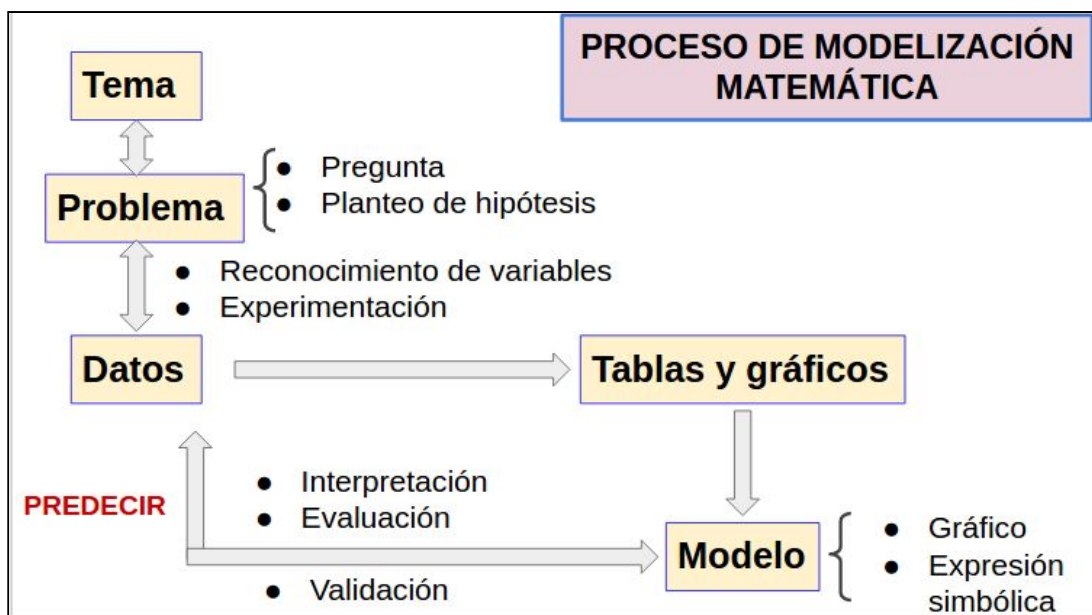 PROCESO DE MODELIZACIÓN
MATEMÁTICA
Tema
Problema
● Pregunta
● Planteo de hipótesis
● Reconocimiento de variables
● Experimentación
Datos
Tablas y gráficos
PREDECIR
● Interpretación
● Evaluación
● Validación
Modelo
● Gráfico
● Expresión
simbólica